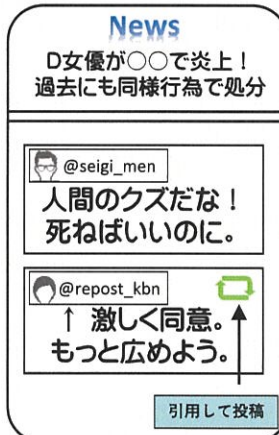 News
D女優が○○で炎上！
過去にも同様行為で処分
@seigi_men
人間のクズだな！
死ねばいいのに。
@repost_kbn
↑ 激しく同意。
もっと広めよう。
引用して投稿